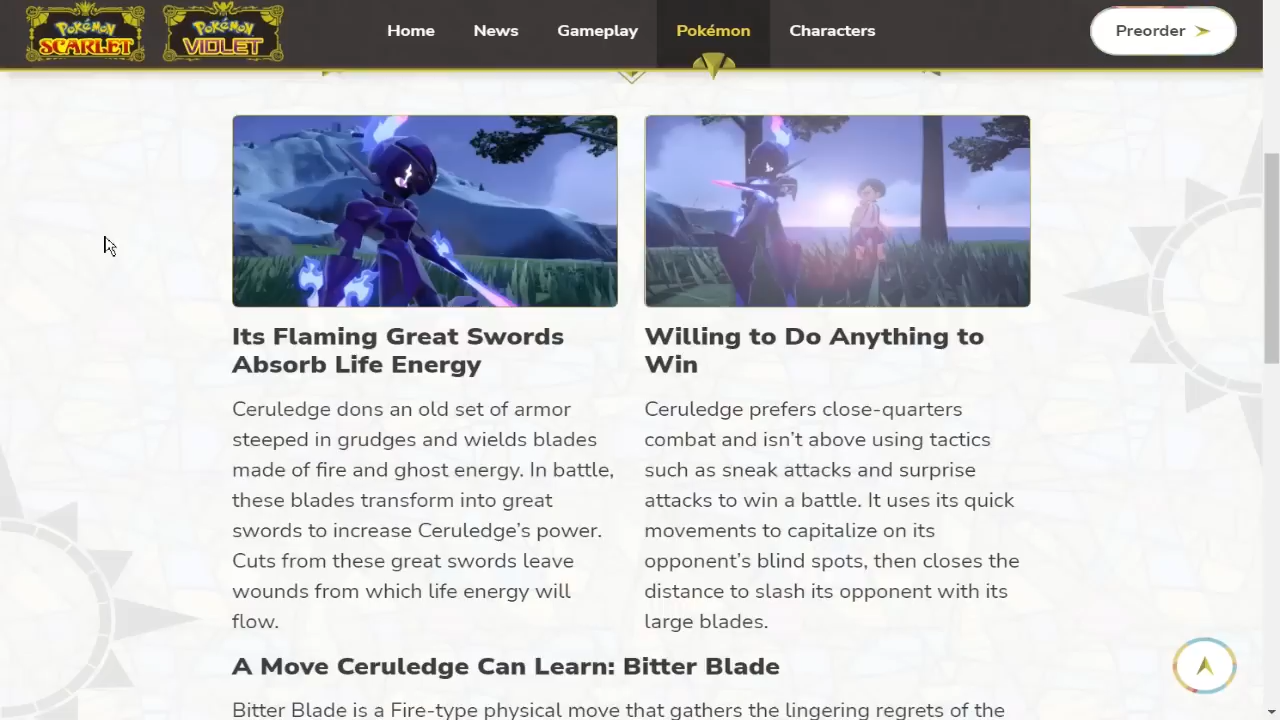 POKéMON
SCARLET
POKéMON
VIOLET
Home
News
Gameplay
Pokémon
Characters
Preorder
Its Flaming Great Swords
Absorb Life Energy
Ceruledge dons an old set of armor
steeped in grudges and wields blades
made of fire and ghost energy. In battle,
these blades transform into great
swords to increase Ceruledge’s power.
Cuts from these great swords leave
wounds from which life energy will
flow.
Willing to Do Anything to
Win
Ceruledge prefers close-quarters
combat and isn’t above using tactics
such as sneak attacks and surprise
attacks to win a battle. It uses its quick
movements to capitalize on its
opponent’s blind spots, then closes the
distance to slash its opponent with its
large blades.
A Move Ceruledge Can Learn: Bitter Blade
Bitter Blade is a Fire-type physical move that gathers the lingering regrets of the